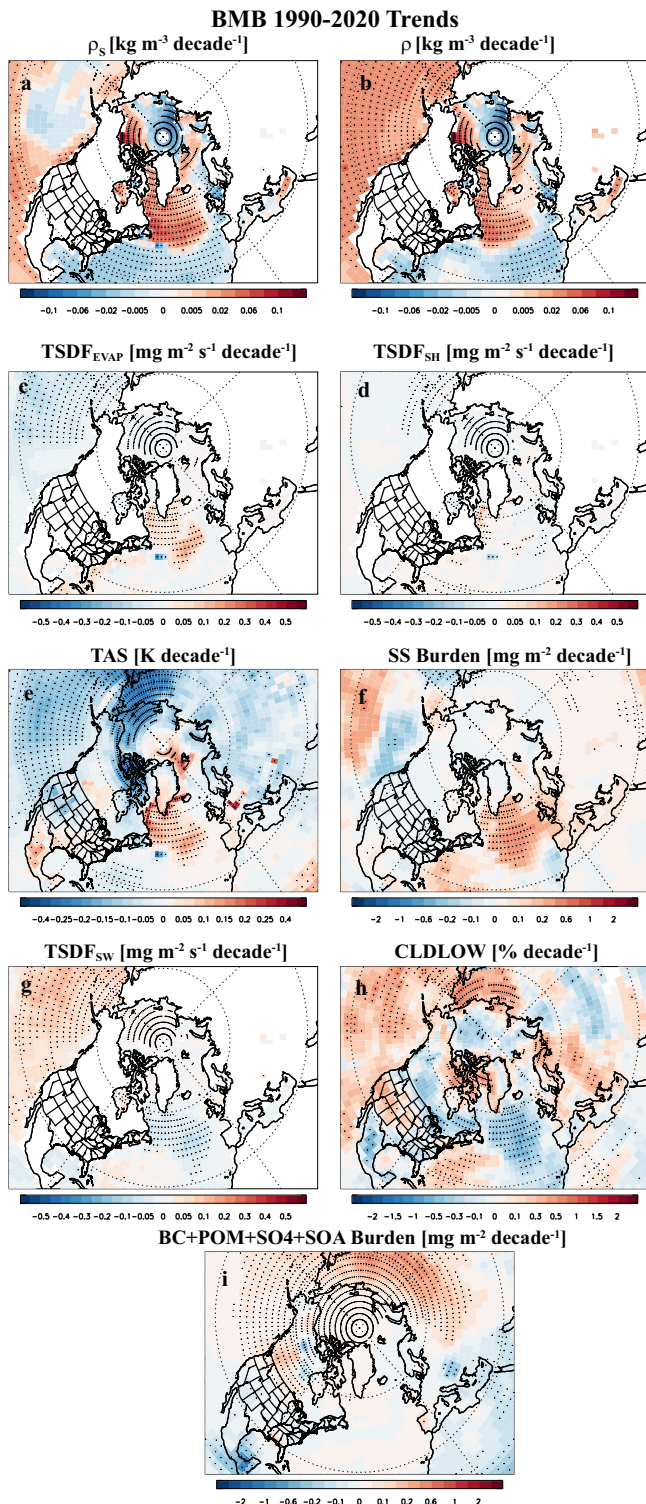 BMB 1990-2020 Trends
ρS [kg m-3 decade-1]
ρ [kg m-3 decade-1]
a
b
-0.1 -0.06 -0.02 -0.005 0 0.005 0.02 0.06 0.1
-0.1 -0.06 -0.02 -0.005 0 0.005 0.02 0.06 0.1
TSDFEVAP [mg m-2 s-1 decade-1]
TSDFSH [mg m-2 s-1 decade-1]
c
d
-0.5 -0.4 -0.3 -0.2 -0.1 -0.05 0 0.05 0.1 0.2 0.3 0.4 0.5
-0.5 -0.4 -0.3 -0.2 -0.1 -0.05 0 0.05 0.1 0.2 0.3 0.4 0.5
TAS [K decade-1]
SS Burden [mg m-2 decade-1]
e
f
-0.4 -0.25 -0.2 -0.15 -0.1 -0.05 0 0.05 0.1 0.15 0.2 0.25 0.4
-2 -1 -0.6 -0.2 -0.1 0 0.1 0.2 0.6 1 2
TSDFSW [mg m-2 s-1 decade-1]
CLDLOW [% decade-1]
g
h
-0.5 -0.4 -0.3 -0.2 -0.1 -0.05 0 0.05 0.1 0.2 0.3 0.4 0.5
-2 -1.5 -1 -0.5 -0.3 -0.1 0 0.1 0.3 0.5 1 1.5 2
BC+POM+SO4+SOA Burden [mg m-2 decade-1]
i
-2 -1 -0.6 -0.2 -0.1 0 0.1 0.2 0.6 1 2